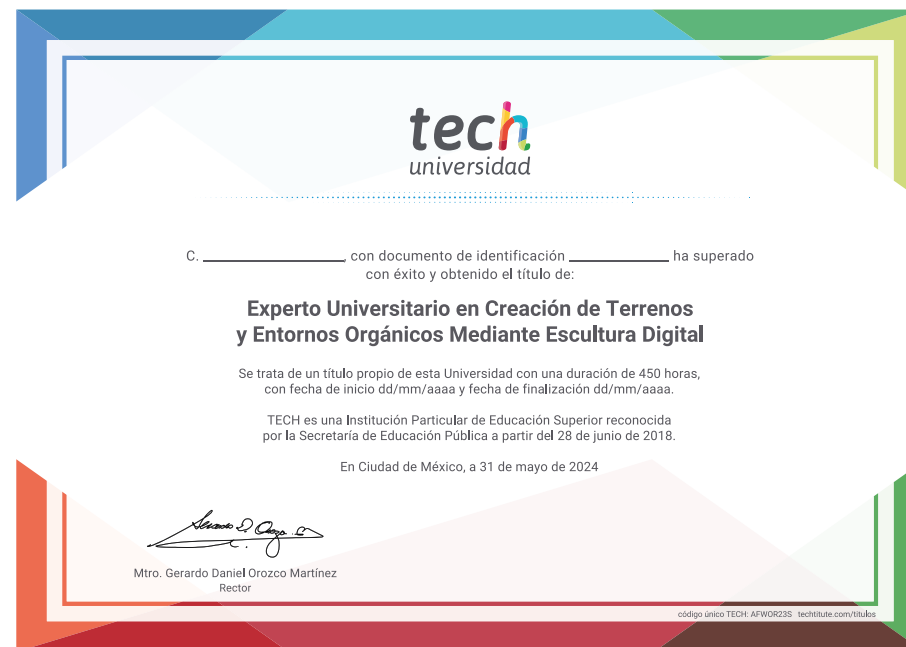 tech
universidad
C. ____________, con documento de identificación ____________ ha superado
con éxito y obtenido el título de:
Experto Universitario en Creación de Terrenos
y Entornos Orgánicos Mediante Escultura Digital
Se trata de un título propio de esta Universidad con una duración de 450 horas,
con fecha de inicio dd/mm/aaaa y fecha de finalización dd/mm/aaaa.
TECH es una Institución Particular de Educación Superior reconocida
por la Secretaría de Educación Pública a partir del 28 de junio de 2018.
En Ciudad de México, a 31 de mayo de 2024
Mtro. Gerardo Daniel Orozco Martínez
Rector
código único TECH: AFWOR23S techtitute.com/titulos